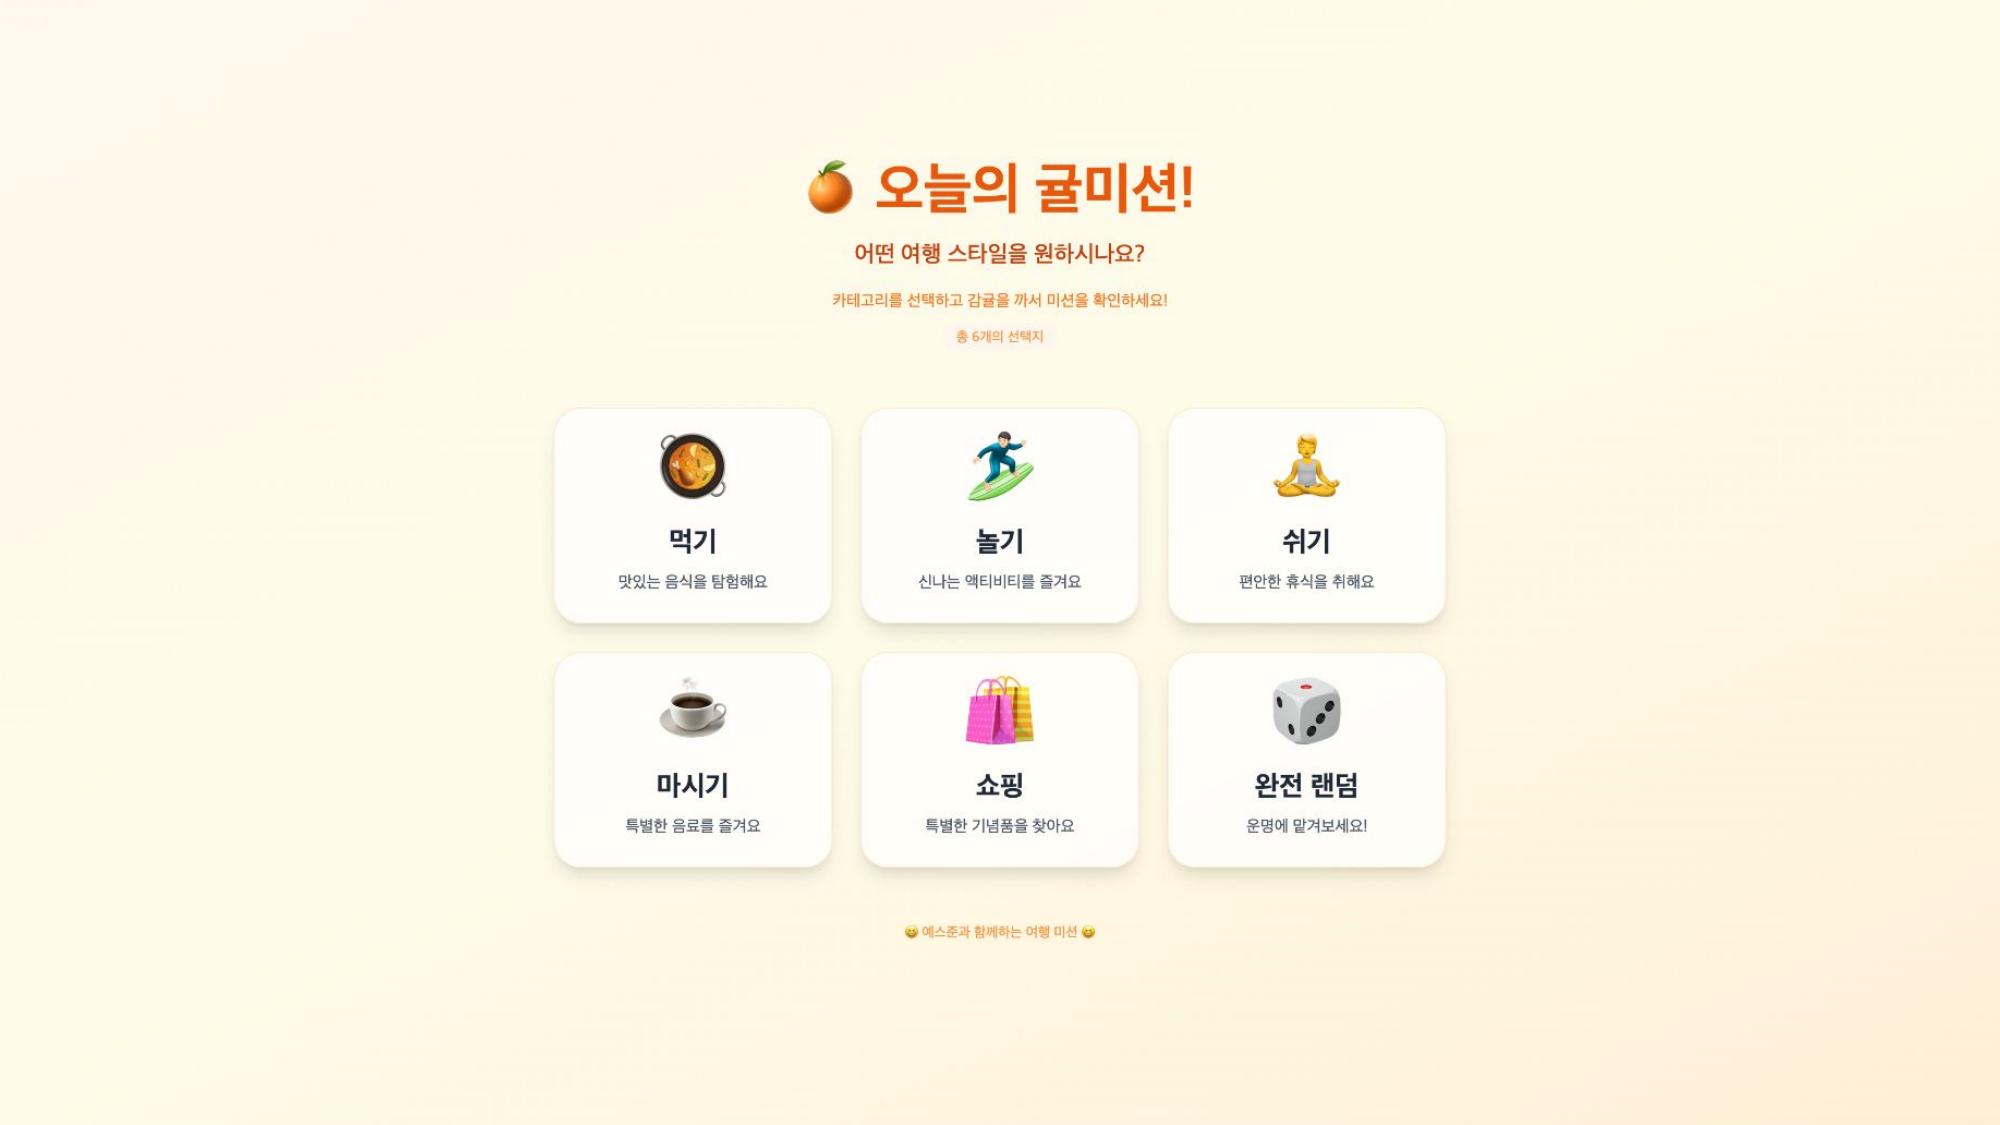 오늘의 귤미션!
어떤 여행 스타일을 원하시나요?
카테고리를 선택하고 감귤을 까서 미션을 확인하세요!
총 6개의 선택지
먹기
맛있는 음식을 탐험해요
놀기
신나는 액티비티를 즐겨요
쉬기
편안한 휴식을 취해요
마시기
특별한 음료를 즐겨요
쇼핑
특별한 기념품을 찾아요
완전 랜덤
운명에 맡겨보세요!
예스준과 함께하는 여행 미션